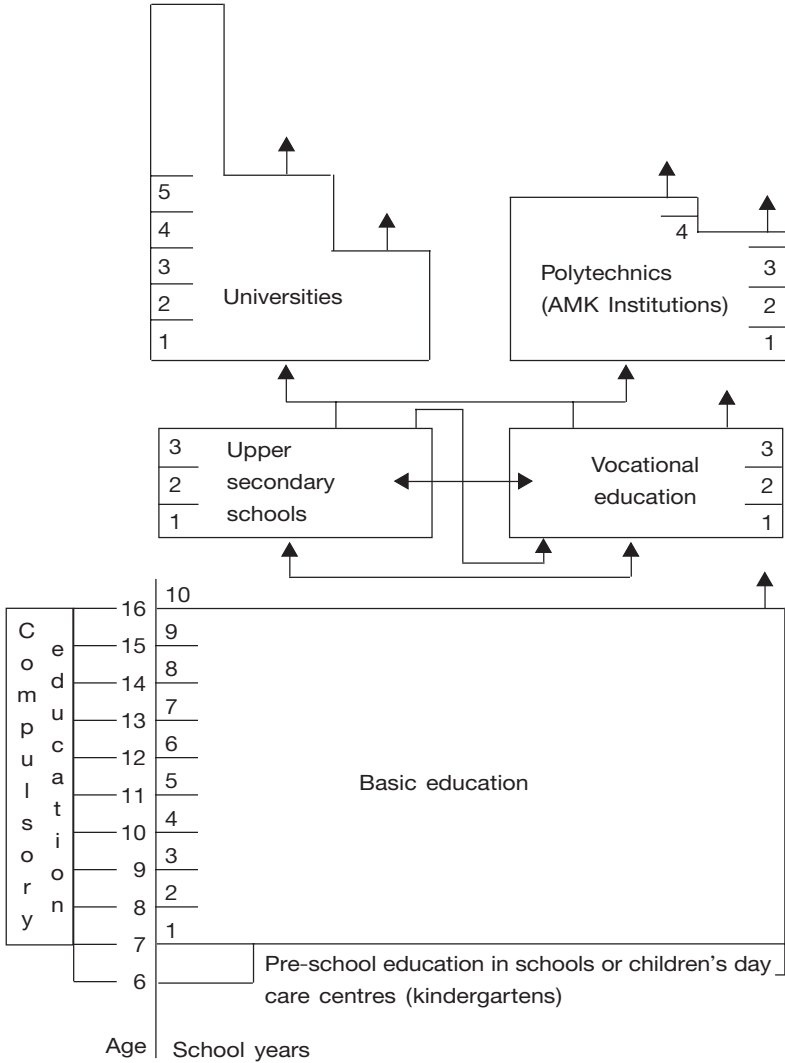 5
4
3
2
1
Universities
4
3
2
1
Polytechnics
(AMK Institutions)
3
2
1
Upper
secondary
schools
Vocational
education
3
2
1
Compulsory
education
16
15
14
13
12
11
10
9
8
7
6
10
9
8
7
6
5
4
3
2
1
Basic education
Pre-school education in schools or children's day
care centres (kindergartens)
Age
School years